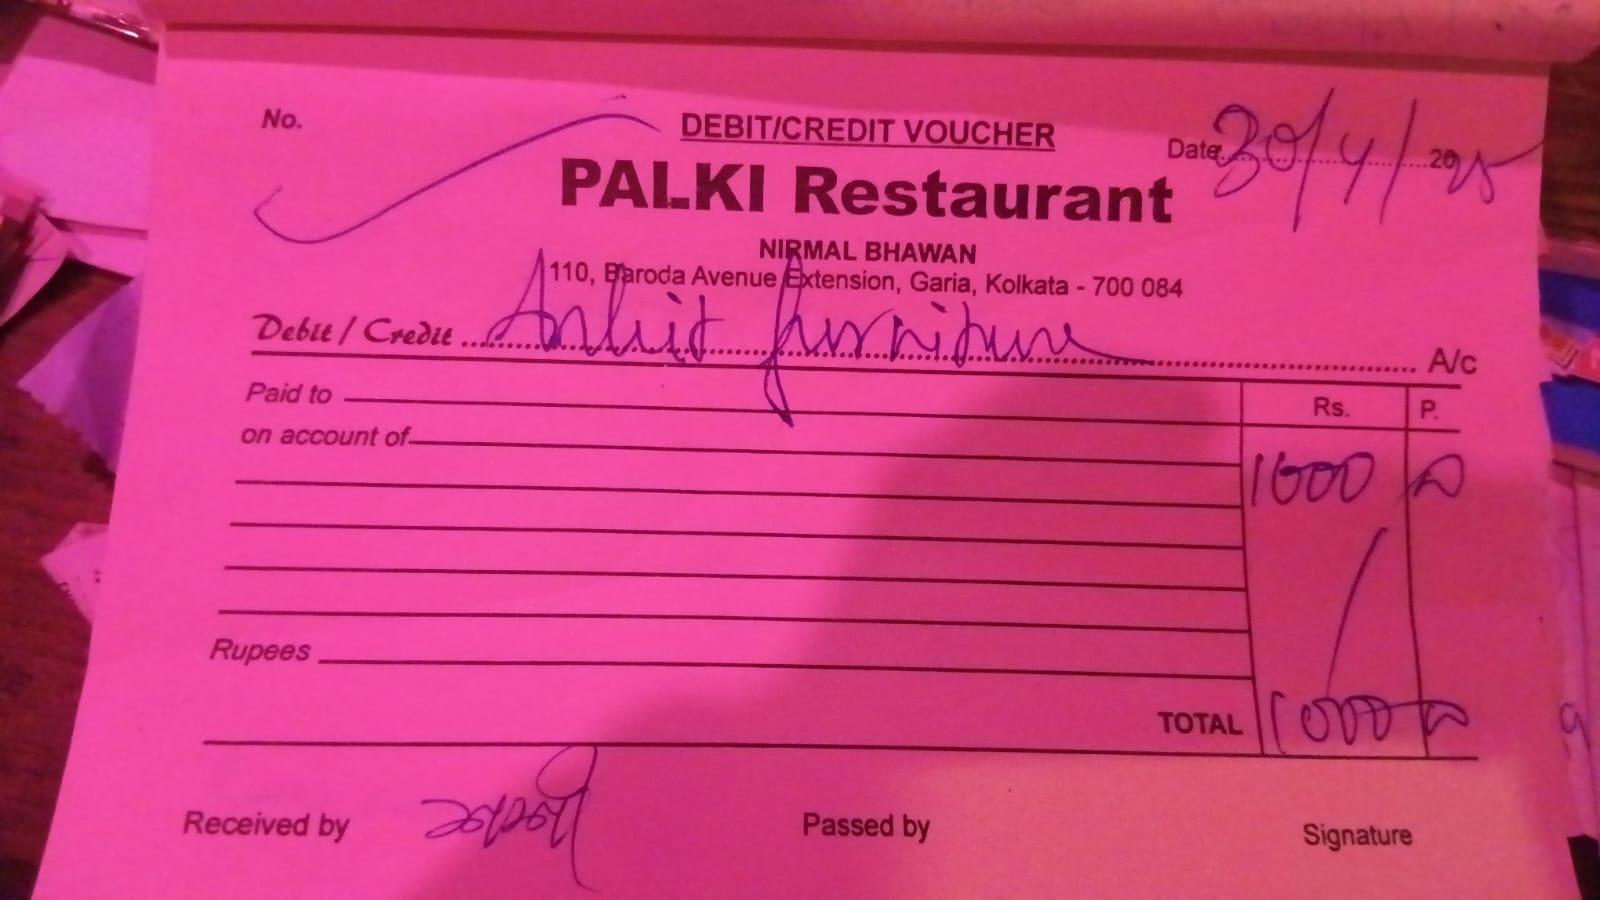 No.
DEBIT/CREDIT VOUCHER
Date 30/4/2025
PALKI Restaurant
NIRMAL BHAWAN
110, Baroda Avenue Extension, Garia, Kolkata - 700 084
Debit / Credit Ankit furniture A/c
Paid to Rs. P.
on account of
1000 00
Rupees
TOTAL 1000 00
Received by Passed by Signature